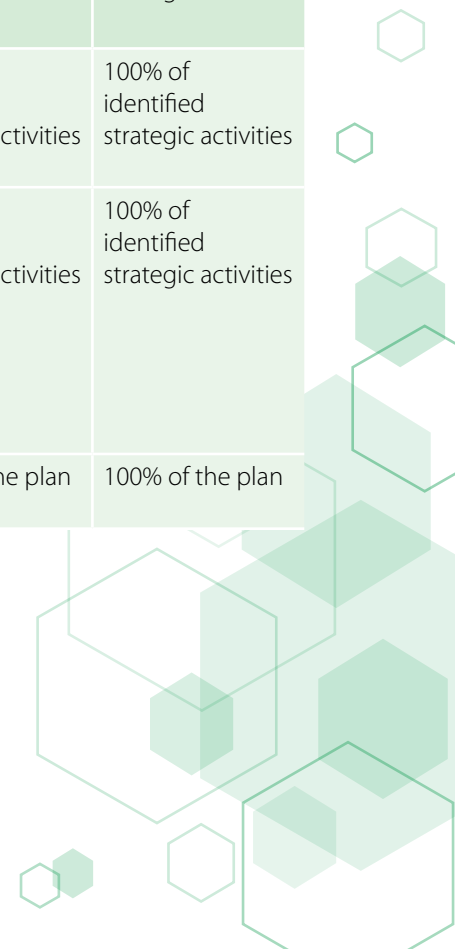 100% of
identified
ctivities strategic activities
100% of
identified
ctivities strategic activities
he plan 100% of the plan